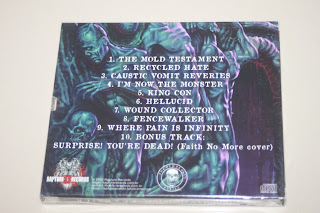 1. THE MOLD TESTAMENT
2. RECYCLED HATE
3. CAUSTIC VOMIT REVERIES
4. I'M NOW THE MONSTER
5. KING CON
6. HELLUCID
7. WOUND COLLECTOR
8. FENCEWALKER
9. WHERE PAIN IS INFINITY
10. BONUS TRACK:
SURPRISE! YOU'RE DEAD! (Faith No More cover)
RAPTURE RECORDS